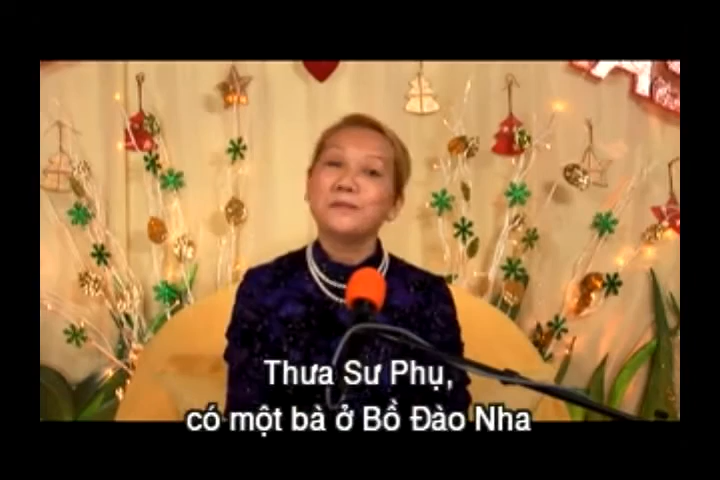 Thưa Sư Phụ,
có một bà ở Bồ Đào Nha